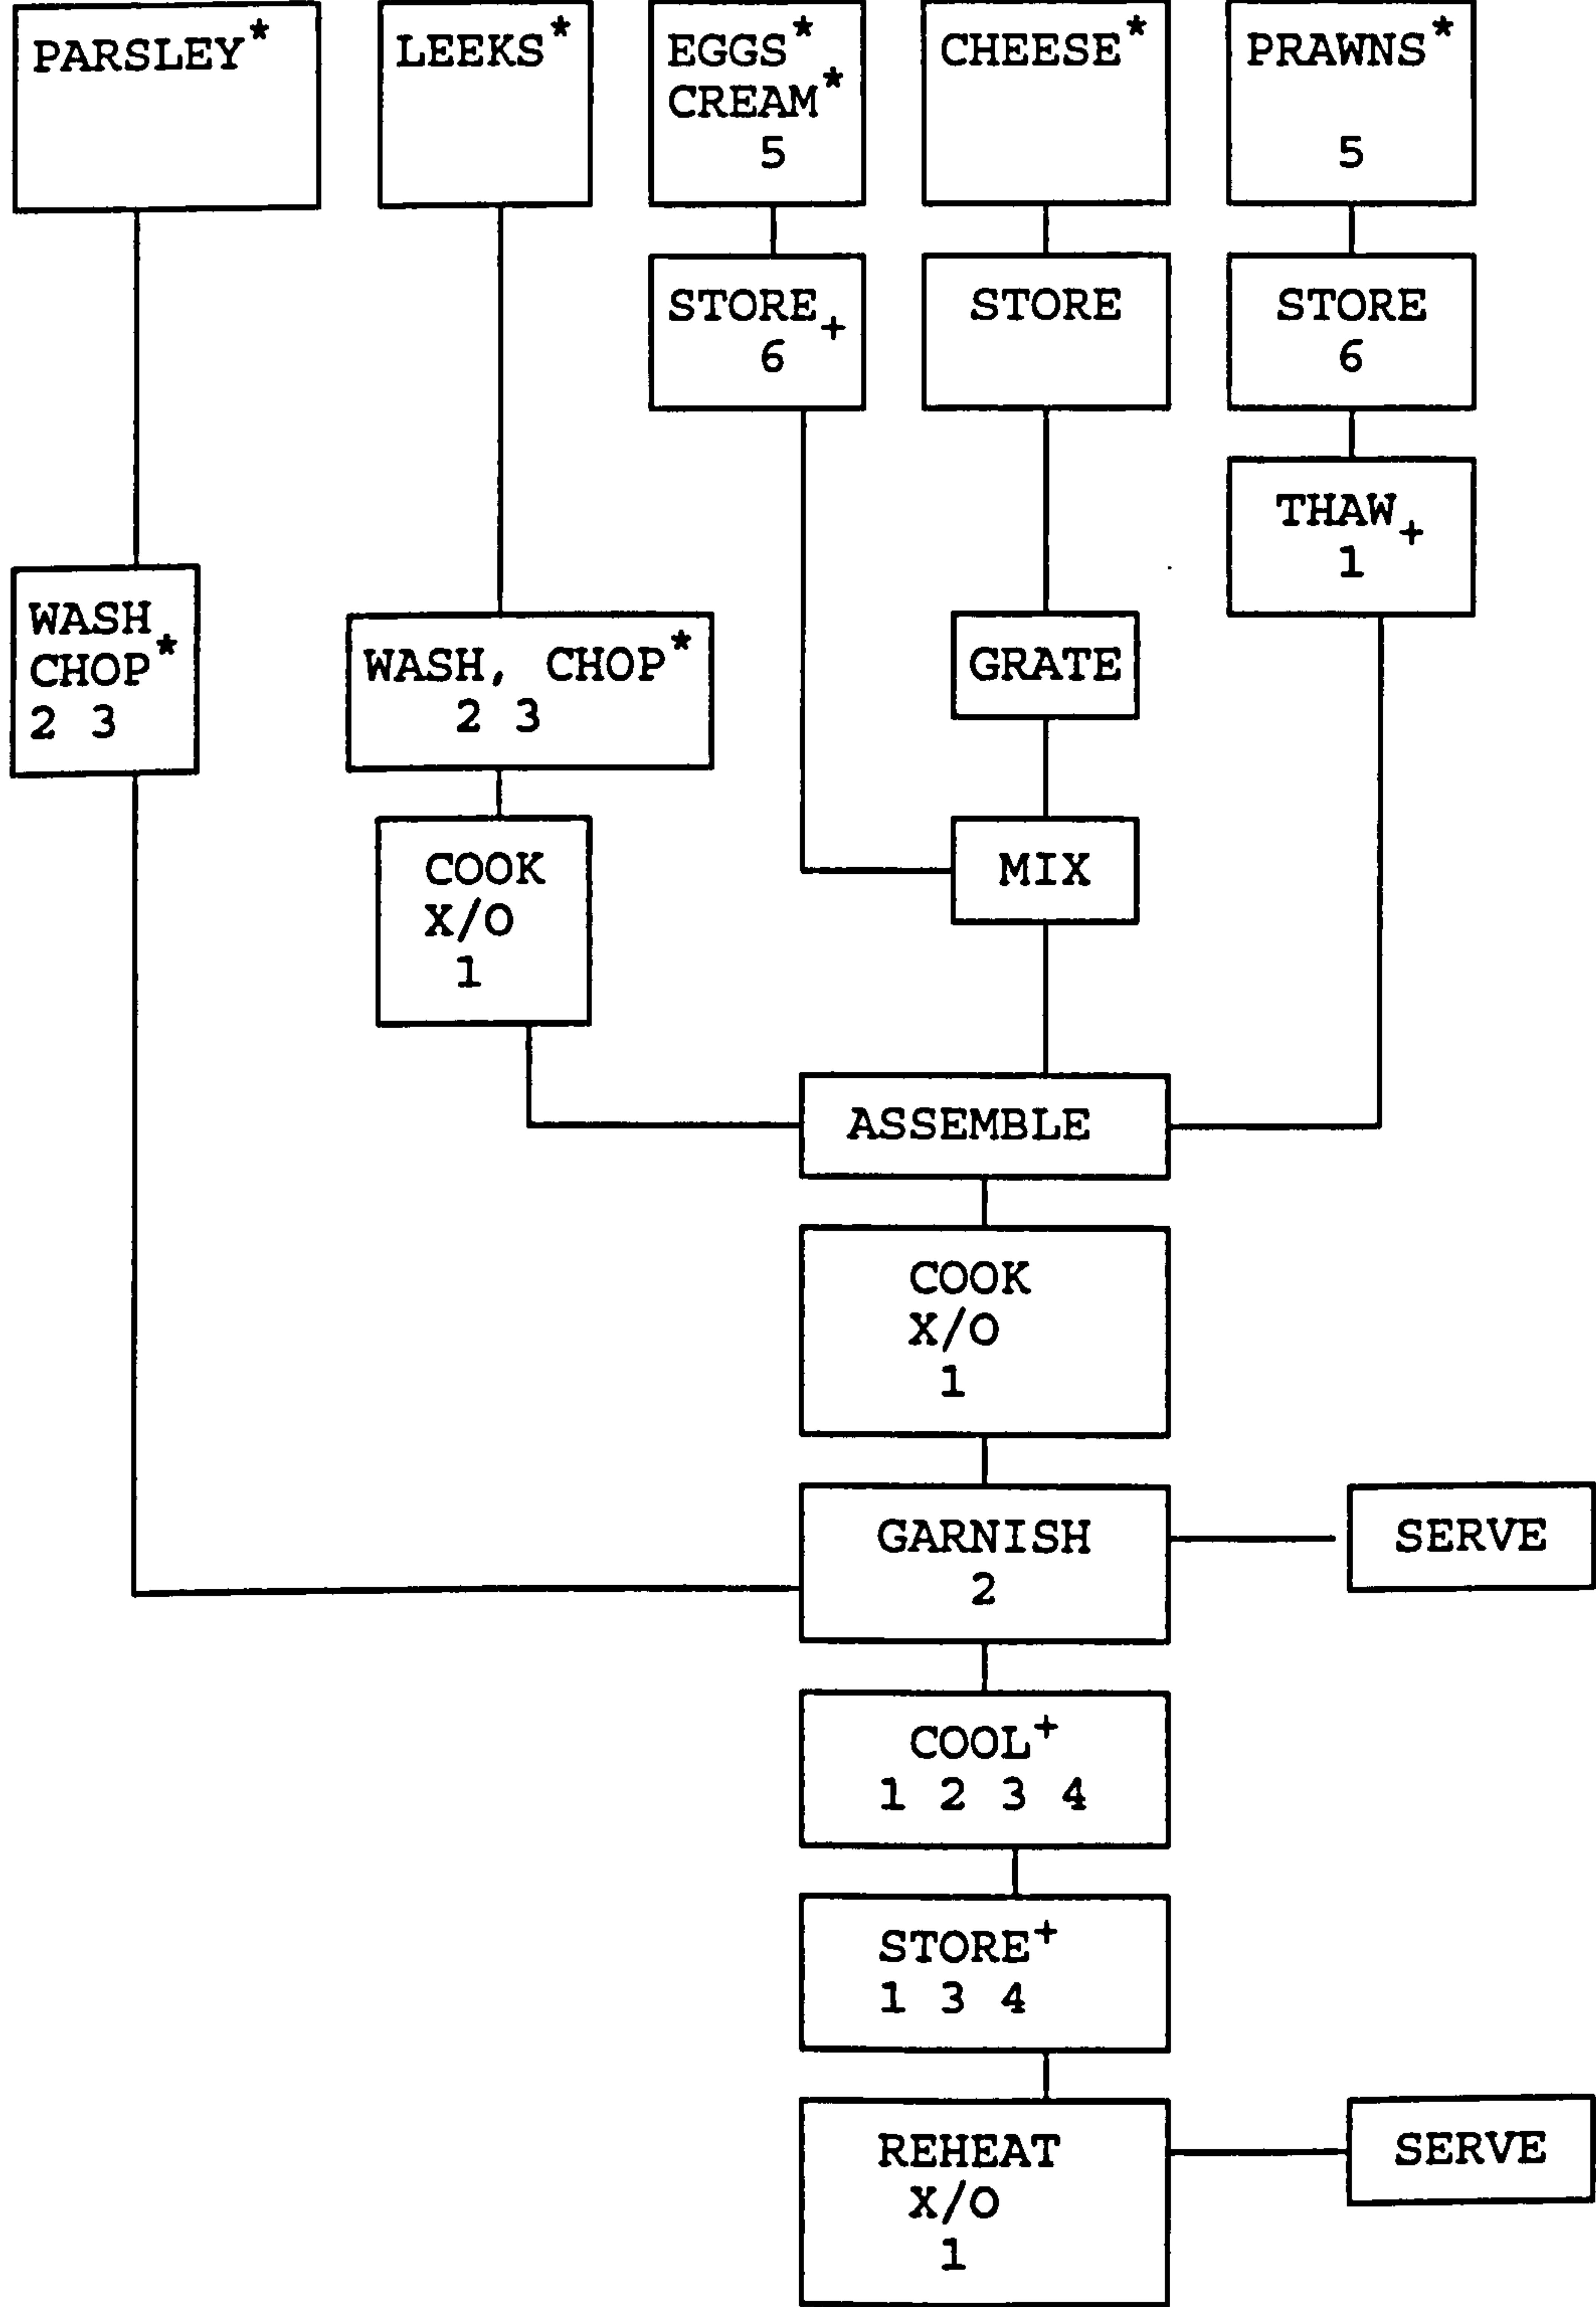 PARSLEY*
LEEKS*
EGGS*
CREAM*
5
CHEESE*
PRAWNS*
5
STORE+
6
STORE
STORE
6
THAW+
1
WASH
CHOP*
2 3
WASH, CHOP*
2 3
GRATE
COOK
X/O
1
MIX
ASSEMBLE
COOK
X/O
1
GARNISH
2
SERVE
COOL+
1 2 3 4
STORE+
1 3 4
REHEAT
X/O
1
SERVE